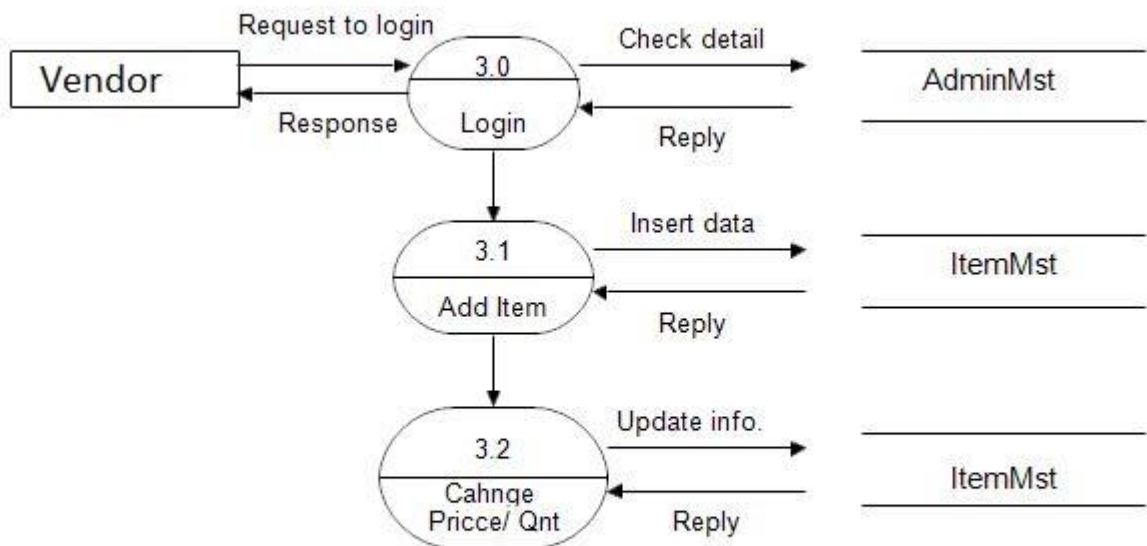 Request to login
Check detail
Vendor
3.0
AdminMst
Response
Login
Reply
Insert data
3.1
ItemMst
Add Item
Reply
Update info.
3.2
ItemMst
Cahnge
Pricce/ Qnt
Reply